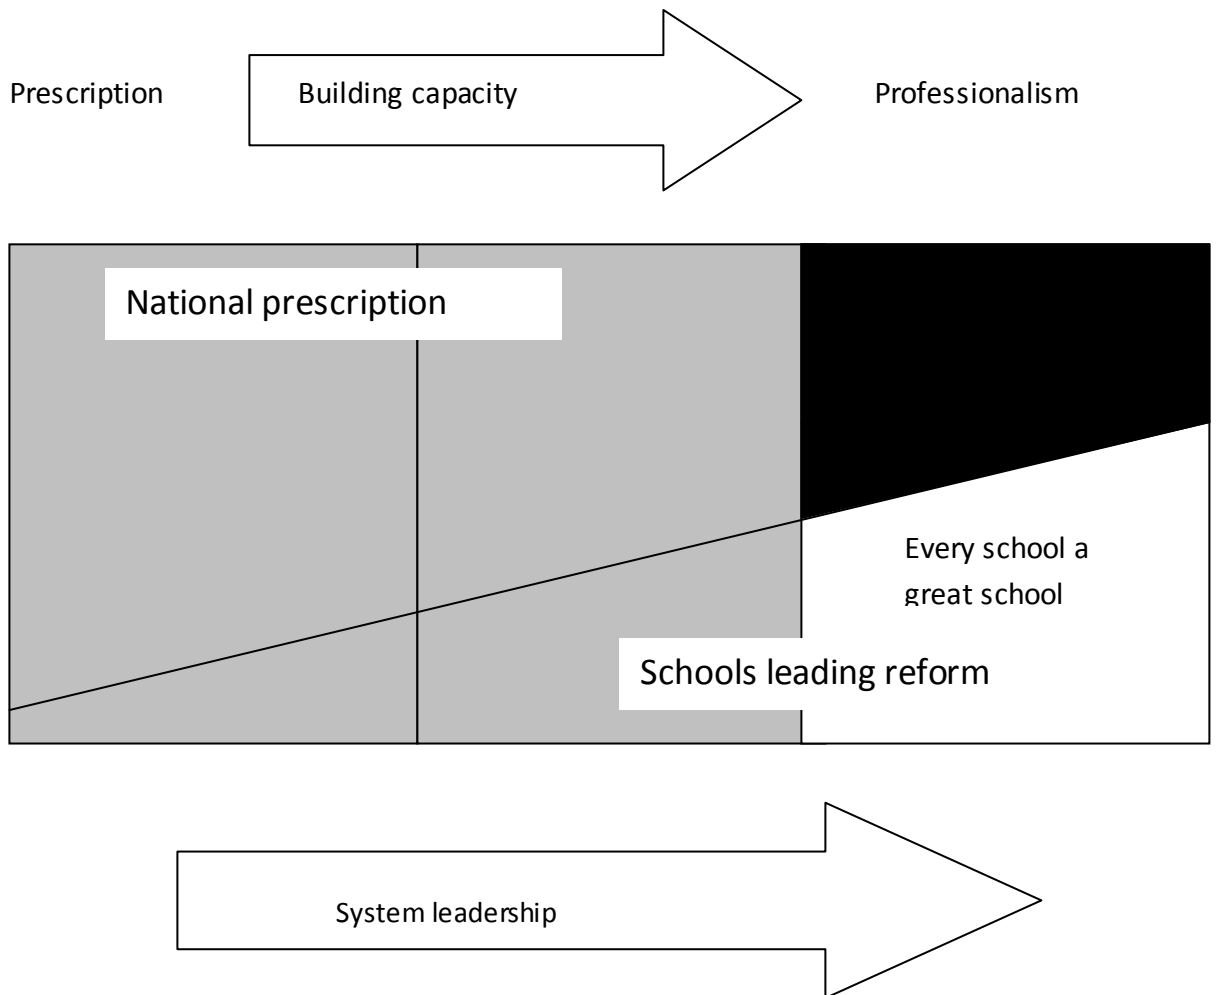 Prescription
Building capacity
Professionalism
National prescription
Every school a
great school
Schools leading reform
System leadership